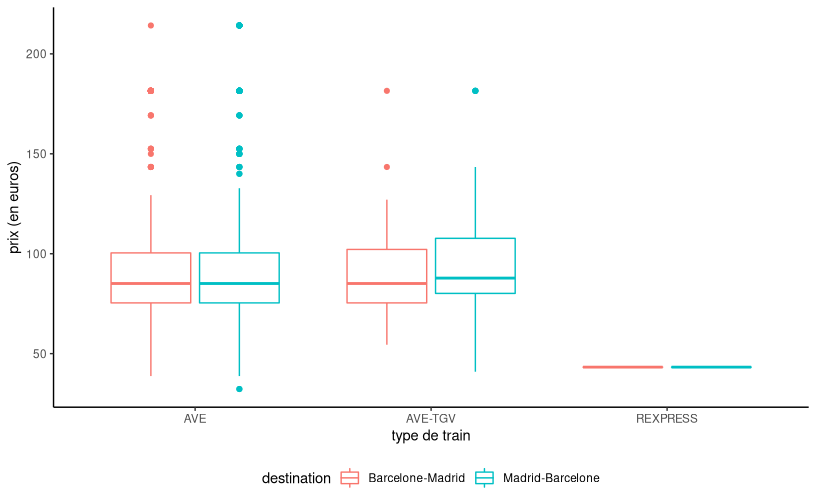 prix (en euros)
200
150
100
50
AVE
AVE-TGV
REXPRESS
type de train
destination Barcelone-Madrid Madrid-Barcelone